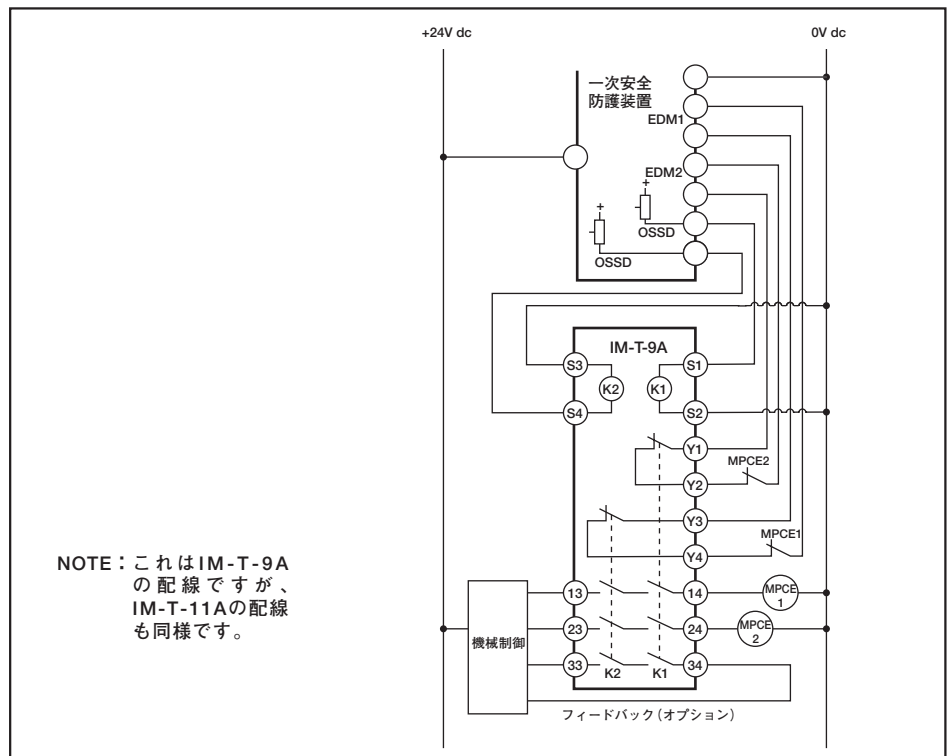 +24V dc
0V dc
一次安全
防護装置
EDM1
EDM2
+
+
OSSD
OSSD
IM-T-9A
S3
S1
K2
K1
S4
S2
Y1
MPCE2
Y2
Y3
MPCE1
Y4
NOTE：これはIM-T-9A
の配線ですが、
IM-T-11Aの配線
も同様です。
機械制御
13
14
MPCE
1
23
24
MPCE
2
33
K2
K1
34
フィードバック（オプション）